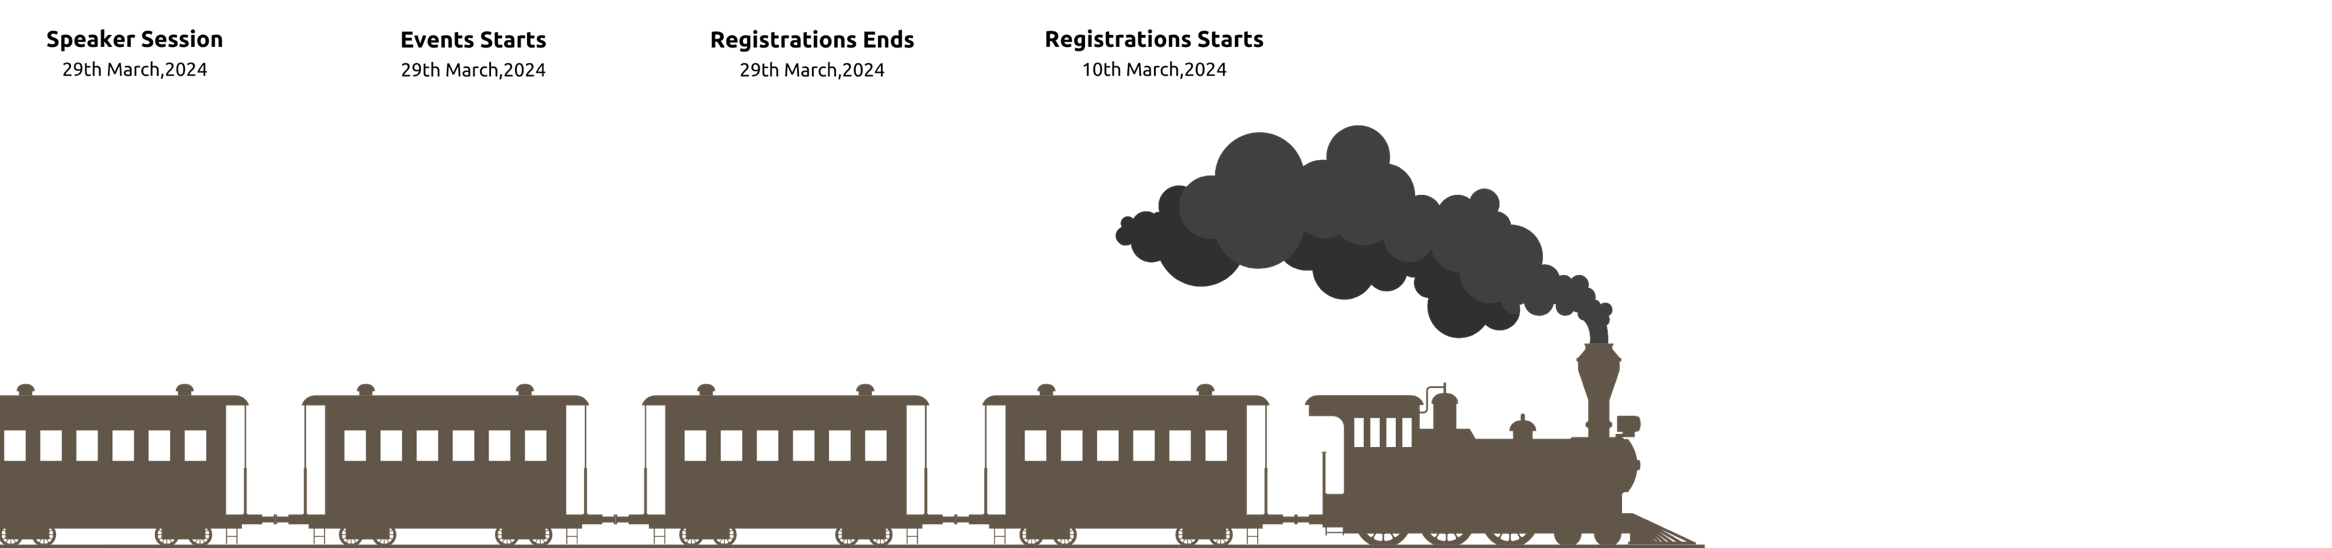 Speaker Session
29th March,2024
Events Starts
29th March,2024
Registrations Ends
29th March,2024
Registrations Starts
10th March,2024